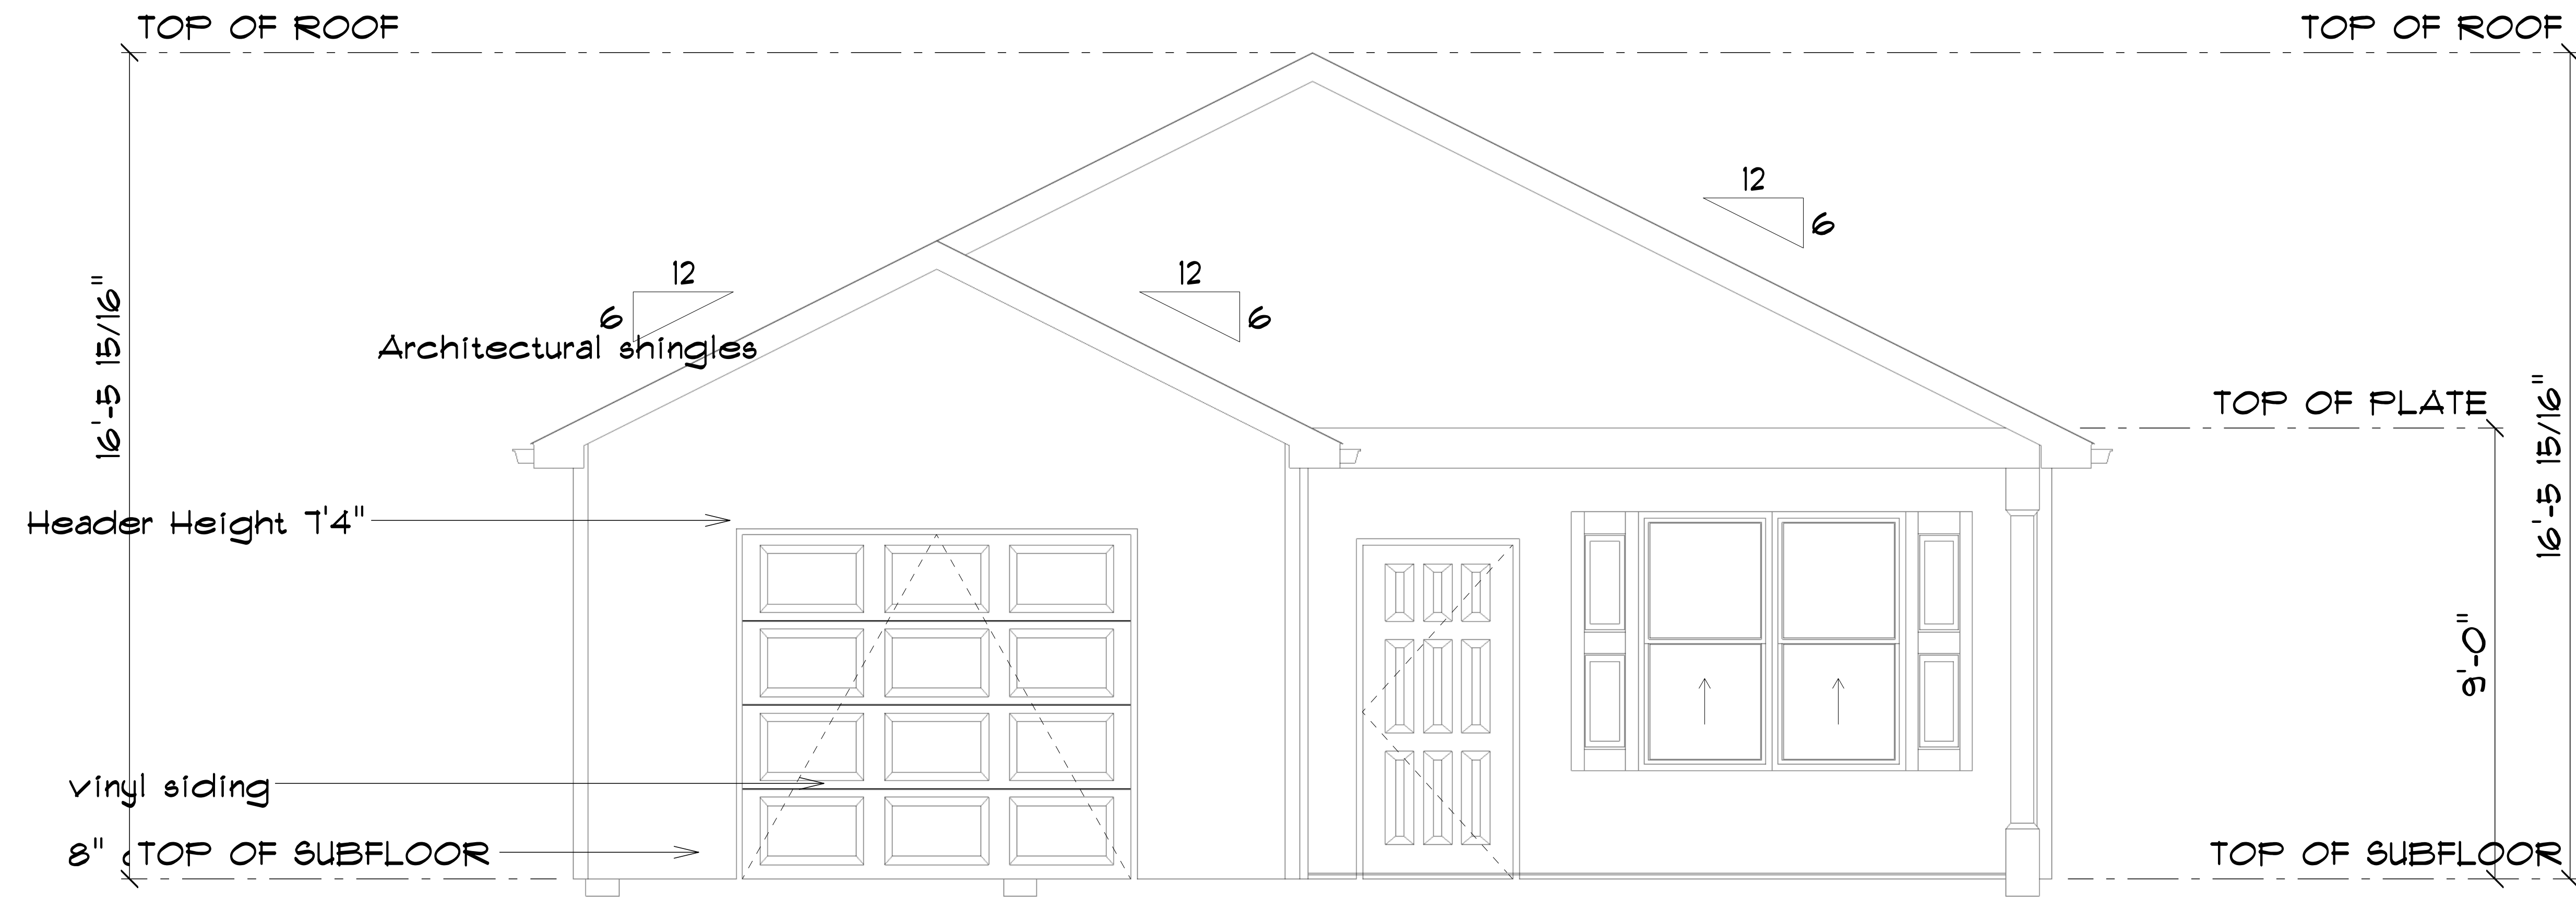 TOP OF ROOF
TOP OF ROOF
12
6
12
6
12
6
Architectural shingles
16'-5 15/16"
TOP OF PLATE
16'-5 15/16"
Header Height 7'4"
9'-0"
vinyl siding
8"
TOP OF SUBFLOOR
TOP OF SUBFLOOR